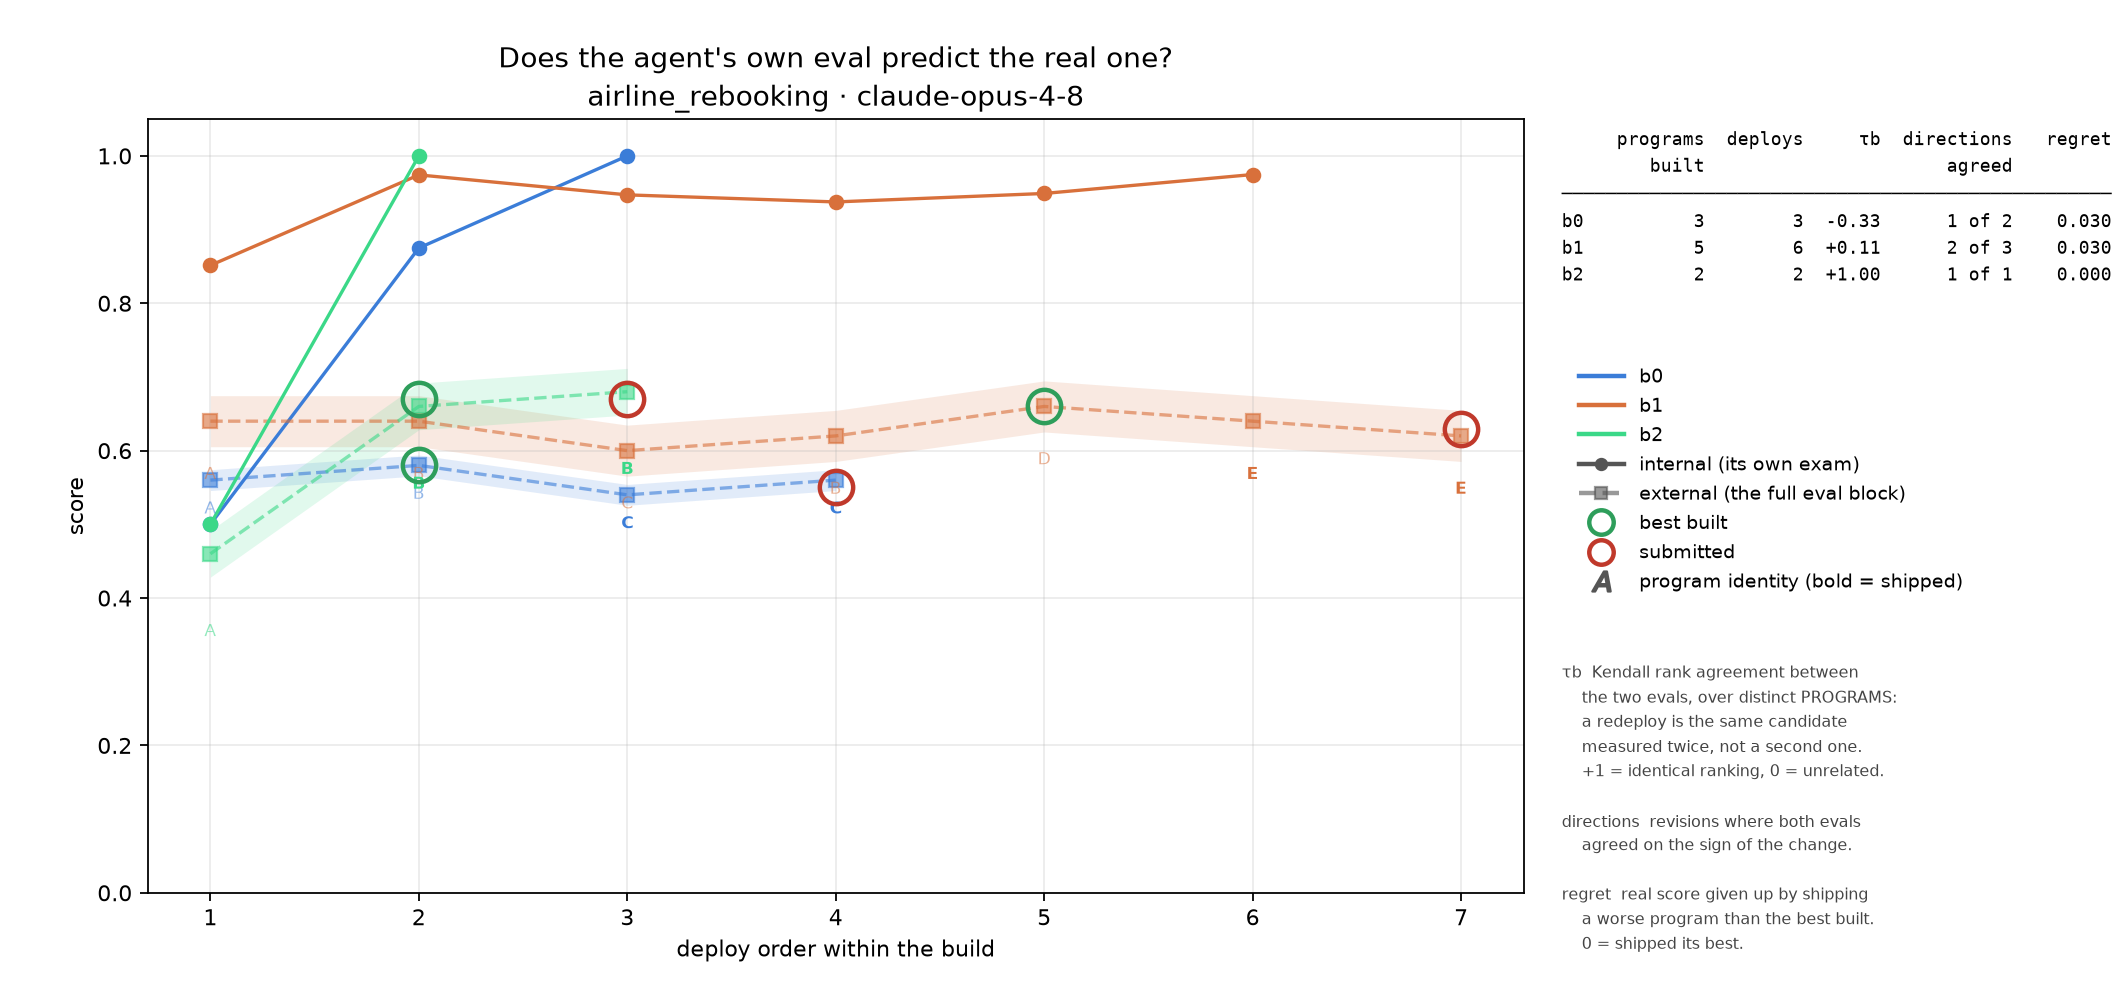 Does the agent's own eval predict the real one?
airline_rebooking · claude-opus-4-8
programs deploys τb directions regret
built agreed
b0 3 3 -0.33 1 of 2 0.030
b1 5 6 +0.11 2 of 3 0.030
b2 2 2 +1.00 1 of 1 0.000
1.0
0.8
0.6
0.4
0.2
0.0
score
A
A
A
B
B
B
C
C
B
C
D
E
E
1
2
3
4
5
6
7
deploy order within the build
b0
b1
b2
internal (its own exam)
external (the full eval block)
best built
submitted
A program identity (bold = shipped)
τb Kendall rank agreement between
the two evals, over distinct PROGRAMS:
a redeploy is the same candidate
measured twice, not a second one.
+1 = identical ranking, 0 = unrelated.
directions revisions where both evals
agreed on the sign of the change.
regret real score given up by shipping
a worse program than the best built.
0 = shipped its best.